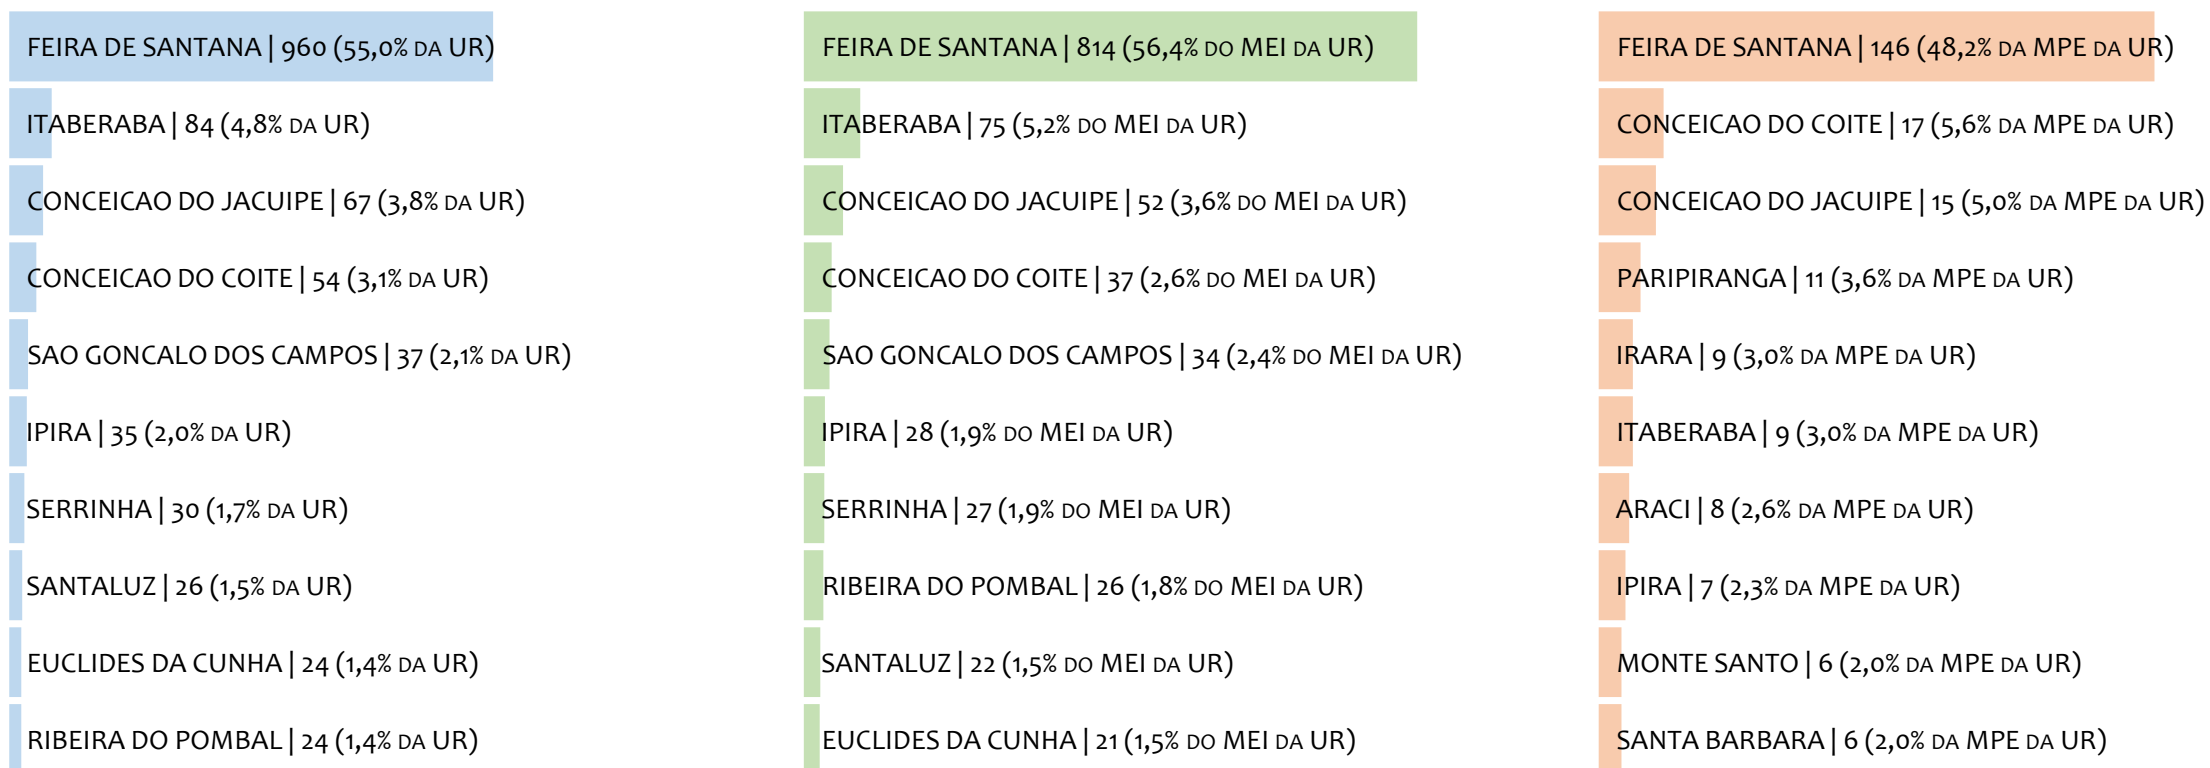 FEIRA DE SANTANA | 960 (55,0% DA UR)
ITABERABA | 84 (4,8% DA UR)
CONCEICAO DO JACUIPE | 67 (3,8% DA UR)
CONCEICAO DO COITE | 54 (3,1% DA UR)
SAO GONCALO DOS CAMPOS | 37 (2,1% DA UR)
IPIRA | 35 (2,0% DA UR)
SERRINHA | 30 (1,7% DA UR)
SANTALUZ | 26 (1,5% DA UR)
EUCLIDES DA CUNHA | 24 (1,4% DA UR)
RIBEIRA DO POMBAL | 24 (1,4% DA UR)
FEIRA DE SANTANA | 814 (56,4% DO MEI DA UR)
ITABERABA | 75 (5,2% DO MEI DA UR)
CONCEICAO DO JACUIPE | 52 (3,6% DO MEI DA UR)
CONCEICAO DO COITE | 37 (2,6% DO MEI DA UR)
SAO GONCALO DOS CAMPOS | 34 (2,4% DO MEI DA UR)
IPIRA | 28 (1,9% DO MEI DA UR)
SERRINHA | 27 (1,9% DO MEI DA UR)
RIBEIRA DO POMBAL | 26 (1,8% DO MEI DA UR)
SANTALUZ | 22 (1,5% DO MEI DA UR)
EUCLIDES DA CUNHA | 21 (1,5% DO MEI DA UR)
FEIRA DE SANTANA | 146 (48,2% DA MPE DA UR)
CONCEICAO DO COITE | 17 (5,6% DA MPE DA UR)
CONCEICAO DO JACUIPE | 15 (5,0% DA MPE DA UR)
PARIPIRANGA | 11 (3,6% DA MPE DA UR)
IRARA | 9 (3,0% DA MPE DA UR)
ITABERABA | 9 (3,0% DA MPE DA UR)
ARACI | 8 (2,6% DA MPE DA UR)
IPIRA | 7 (2,3% DA MPE DA UR)
MONTE SANTO | 6 (2,0% DA MPE DA UR)
SANTA BARBARA | 6 (2,0% DA MPE DA UR)